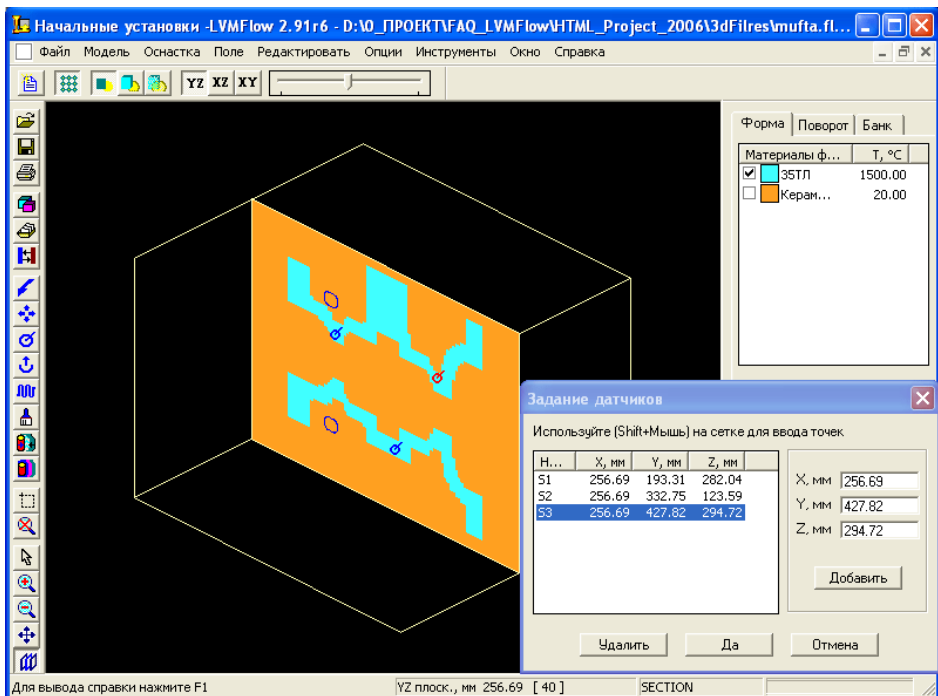 Начальные установки -LVMFlow 2.91r6 - D:\0_ПРОЕКТ\FAQ_LVMFlow\HTML_Project_2006\3dFilres\mufta.fl...
Файл Модель Оснастка Поле Редактировать Опции Инструменты Окно Справка
YZ XZ XY
Форма Поворот Банк
Материалы ф... T, °C
35ТЛ 1500.00
Керам... 20.00
Задание датчиков
Используйте (Shift+Мышь) на сетке для ввода точек
Н... X, мм Y, мм Z, мм
S1 256.69 193.31 282.04
S2 256.69 332.75 123.59
S3 256.69 427.82 294.72
X, мм 256.69
Y, мм 427.82
Z, мм 294.72
Добавить
Удалить Да Отмена
Для вывода справки нажмите F1 YZ плоск., мм 256.69 [ 40 ] SECTION